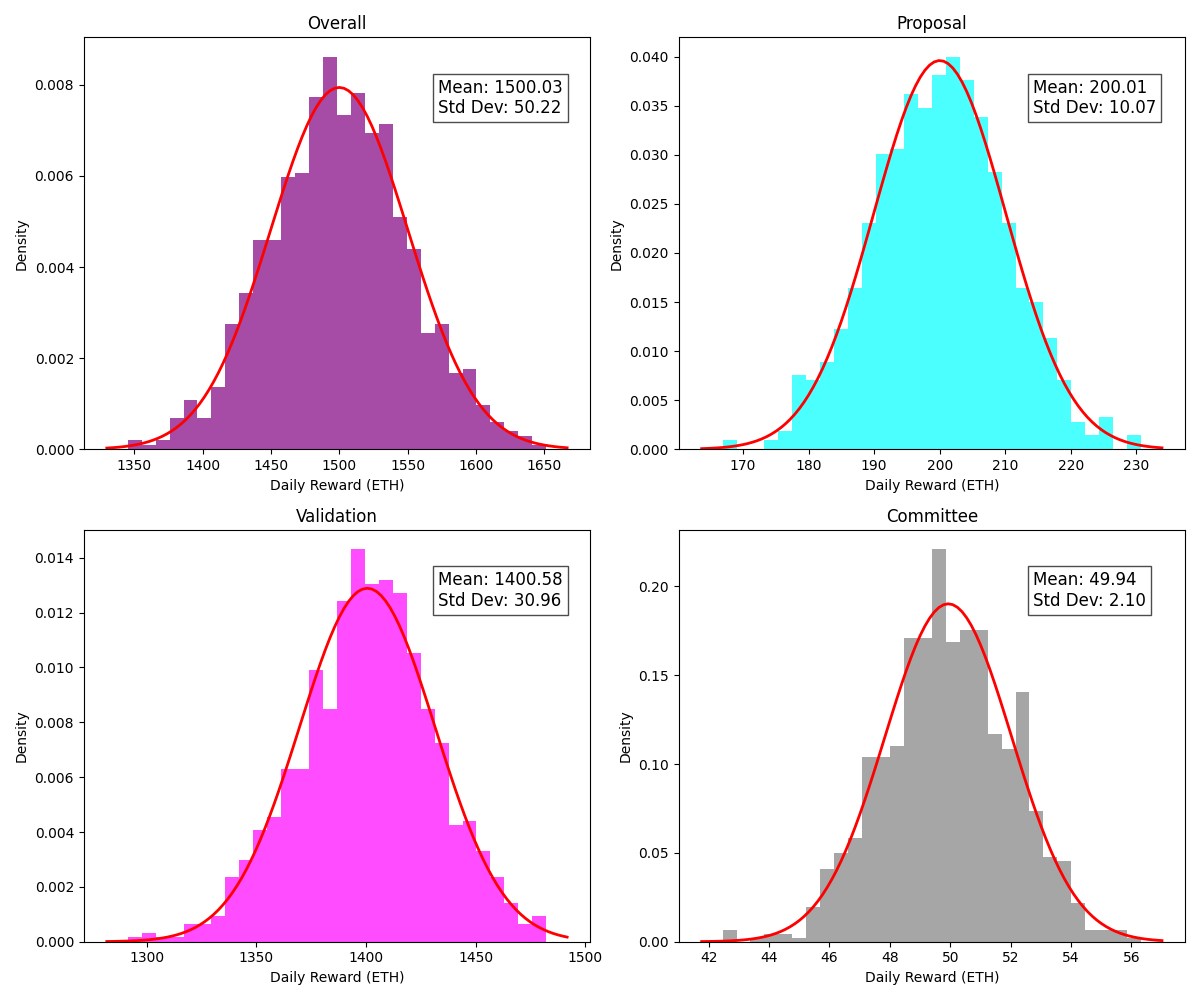 Overall
Mean: 1500.03
Std Dev: 50.22
Density
0.008
0.006
0.004
0.002
0.000
1350 1400 1450 1500 1550 1600 1650
Daily Reward (ETH)
Proposal
Mean: 200.01
Std Dev: 10.07
Density
0.040
0.035
0.030
0.025
0.020
0.015
0.010
0.005
0.000
170 180 190 200 210 220 230
Daily Reward (ETH)
Validation
Mean: 1400.58
Std Dev: 30.96
Density
0.014
0.012
0.010
0.008
0.006
0.004
0.002
0.000
1300 1350 1400 1450 1500
Daily Reward (ETH)
Committee
Mean: 49.94
Std Dev: 2.10
Density
0.20
0.15
0.10
0.05
0.00
42 44 46 48 50 52 54 56
Daily Reward (ETH)